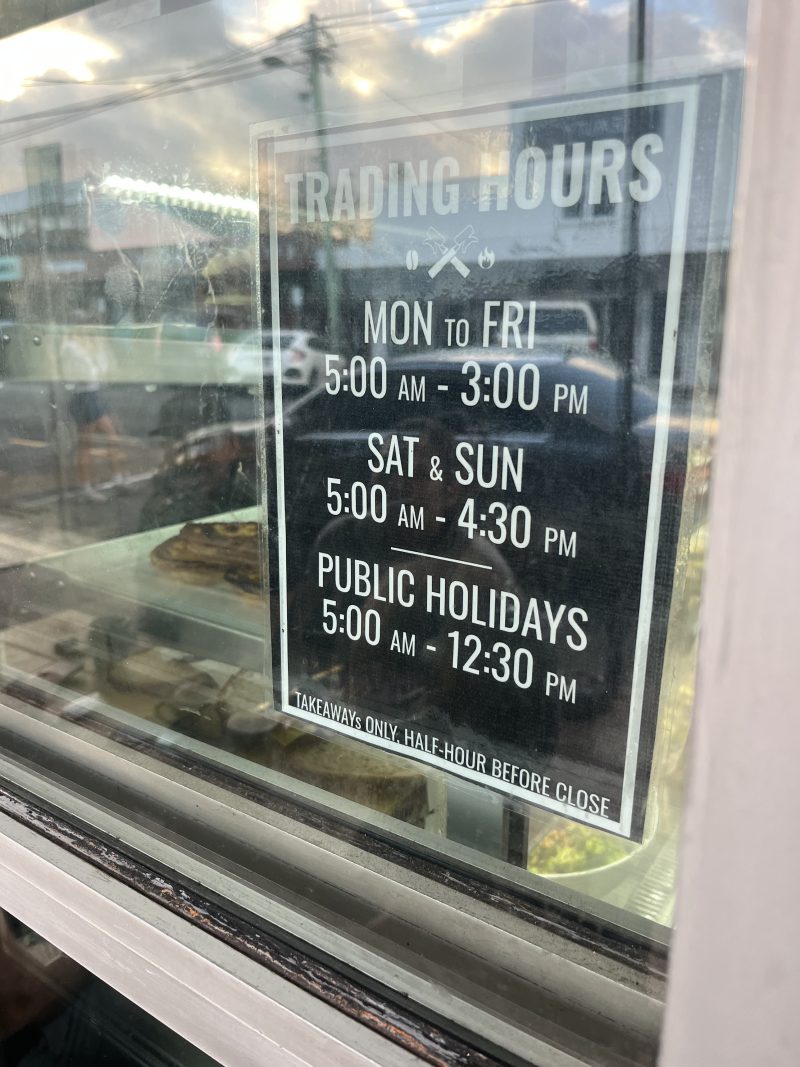 TRADING HOURS
MON TO FRI
5:00 AM - 3:00 PM
SAT & SUN
5:00 AM - 4:30 PM
PUBLIC HOLIDAYS
5:00 AM - 12:30 PM
TAKEAWAYs ONLY, HALF-HOUR BEFORE CLOSE